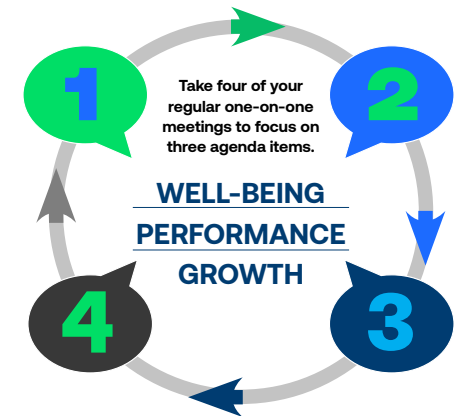 1
2
Take four of your
regular one-on-one
meetings to focus on
three agenda items.
WELL-BEING
PERFORMANCE
GROWTH
4
3